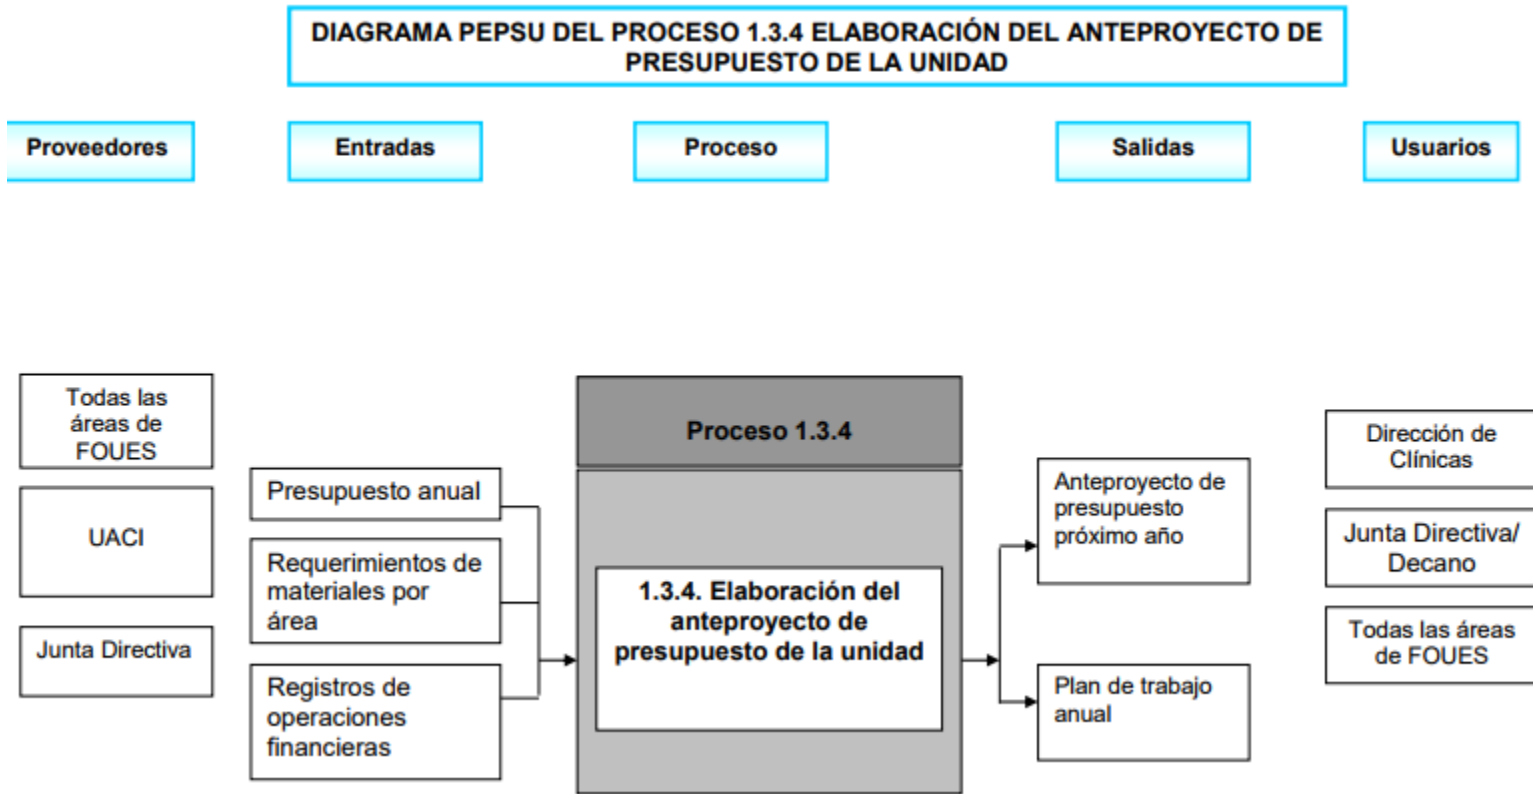 DIAGRAMA PEPSU DEL PROCESO 1.3.4 ELABORACIÓN DEL ANTEPROYECTO DE
PRESUPUESTO DE LA UNIDAD
Proveedores
Entradas
Proceso
Salidas
Usuarios
Todas las
áreas de
FOUES
UACI
Junta Directiva
Presupuesto anual
Requerimientos de
materiales por
área
Registros de
operaciones
financieras
Proceso 1.3.4
1.3.4. Elaboración del
anteproyecto de
presupuesto de la unidad
Anteproyecto de
presupuesto
próximo año
Plan de trabajo
anual
Dirección de
Clínicas
Junta Directiva/
Decano
Todas las áreas
de FOUES